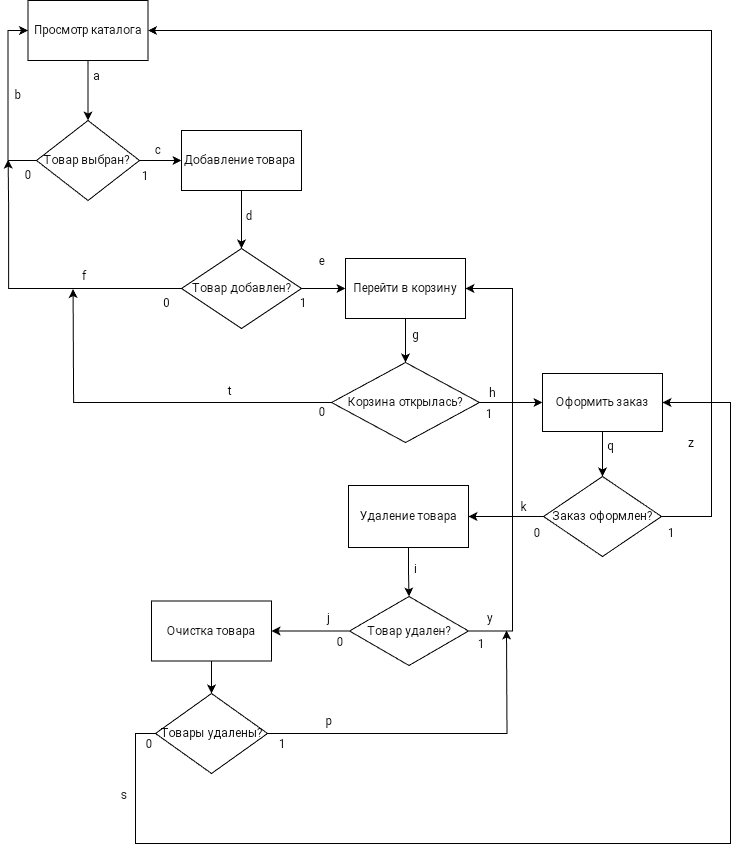 Просмотр каталога
a
b
Товар выбран?
c
0
1
Добавление товара
d
f
Товар добавлен?
e
0
1
Перейти в корзину
g
t
Корзина открылась?
h
0
1
Оформить заказ
z
q
Удаление товара
k
Заказ оформлен?
0
1
i
Очистка товара
j
Товар удален?
y
0
1
p
Товары удалены?
0
1
s